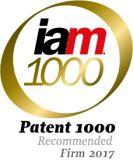 iam
1000
Patent 1000
Recommended
Firm 2017